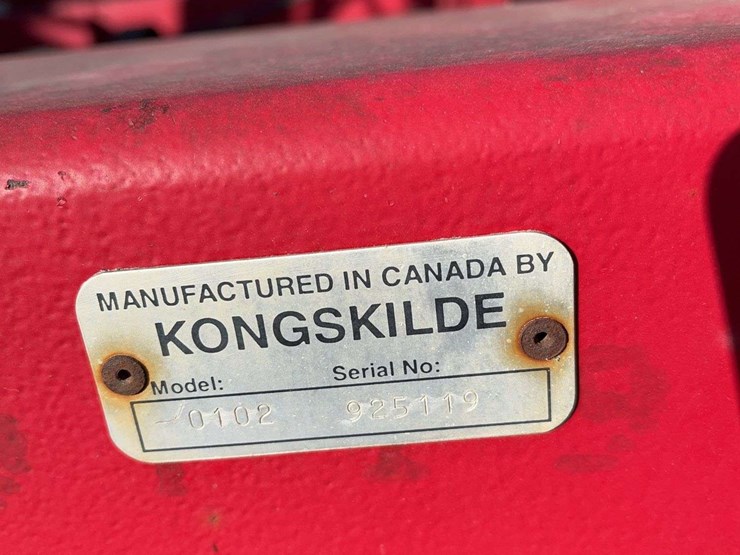 MANUFACTURED IN CANADA BY
KONGSKILDE
Model: Serial No:
0102 925119